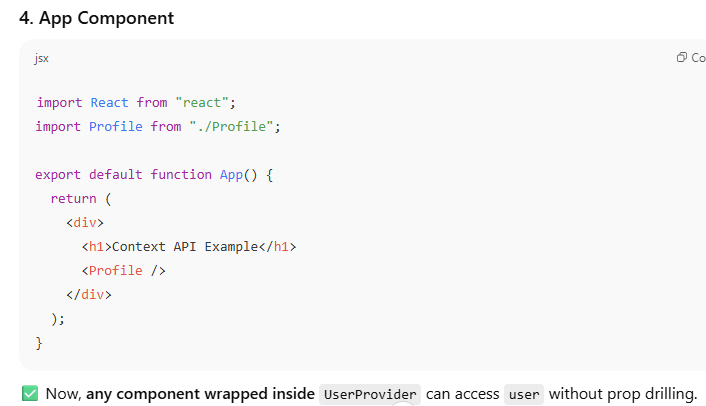 4. App Component
jsx
Co
import React from "react";
import Profile from "./Profile";
export default function App() {
return (
<div>
<h1>Context API Example</h1>
<Profile />
</div>
);
}
✅ Now, any component wrapped inside UserProvider can access user without prop drilling.